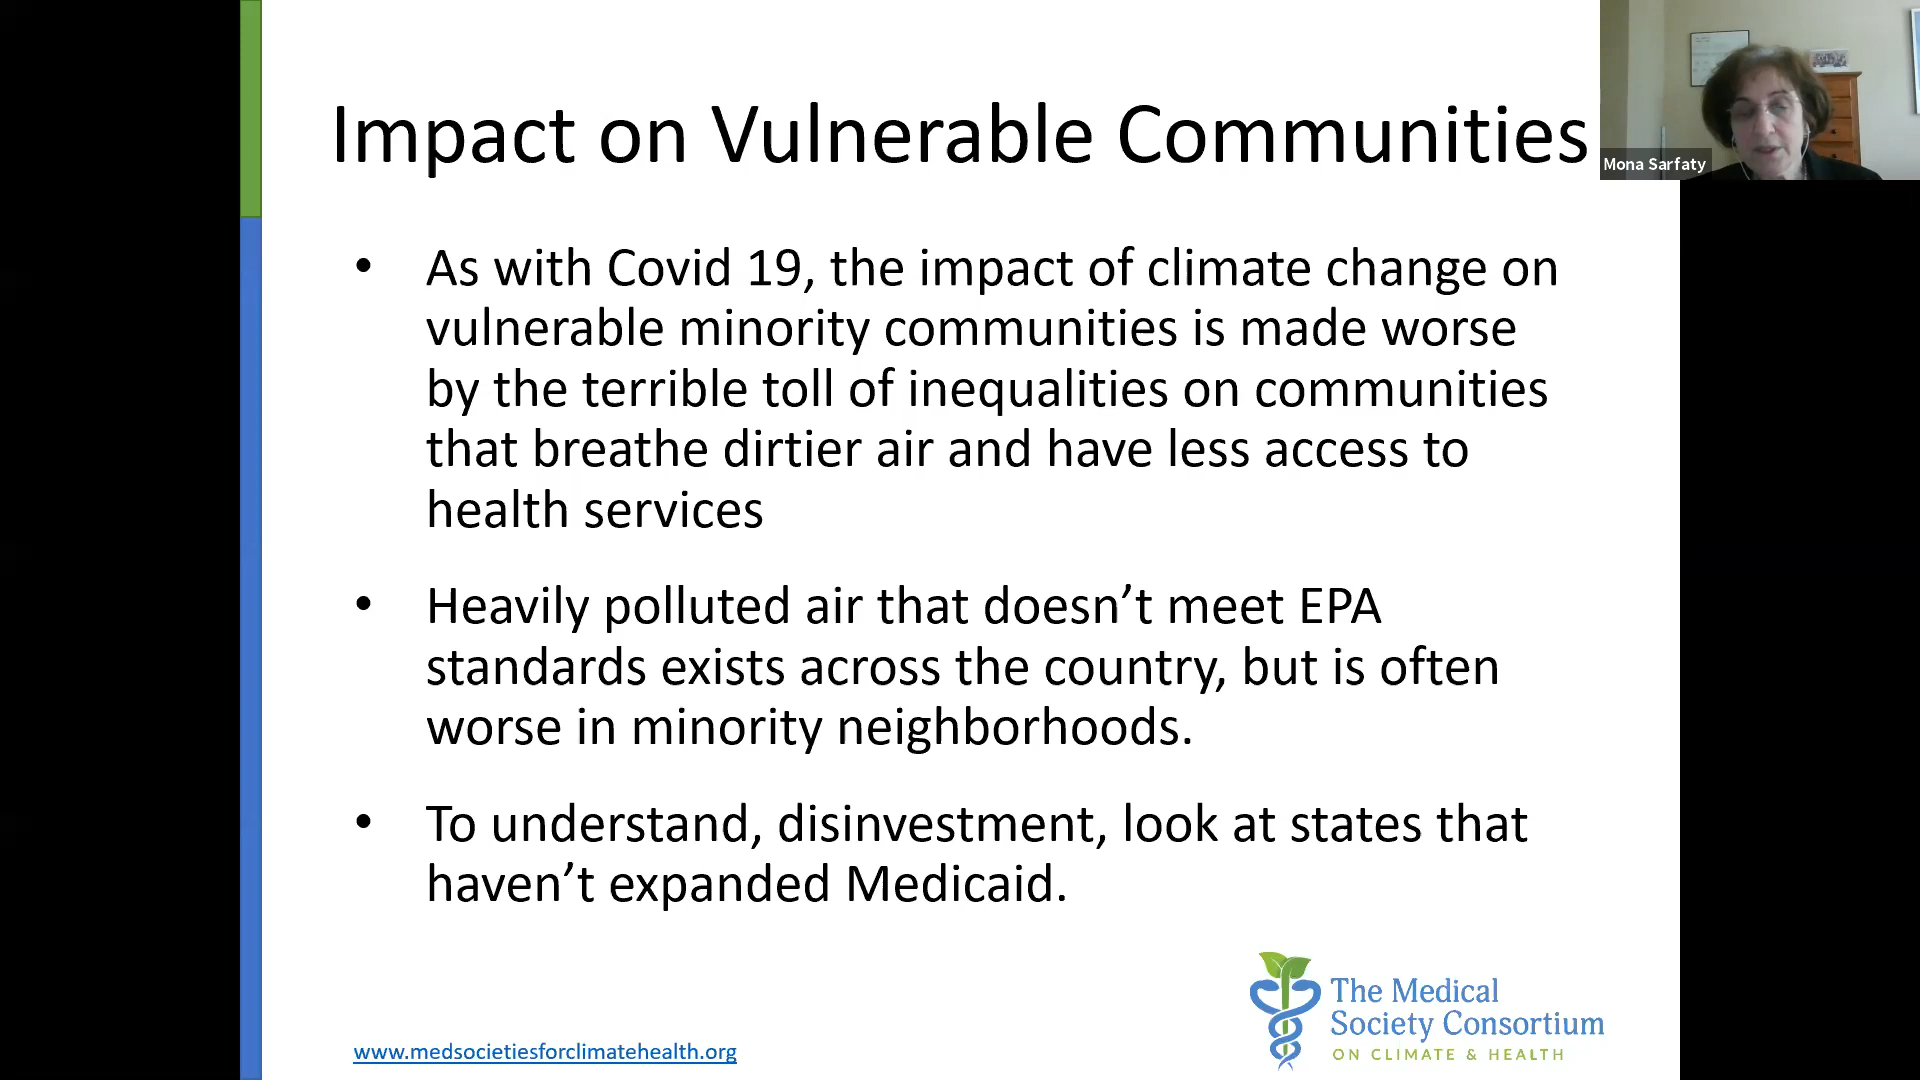 Impact on Vulnerable Communities
Mona Sarfaty
• As with Covid 19, the impact of climate change on
vulnerable minority communities is made worse
by the terrible toll of inequalities on communities
that breathe dirtier air and have less access to
health services
• Heavily polluted air that doesn’t meet EPA
standards exists across the country, but is often
worse in minority neighborhoods.
• To understand, disinvestment, look at states that
haven’t expanded Medicaid.
The Medical
Society Consortium
ON CLIMATE & HEALTH
www.medsocietiesforclimatehealth.org